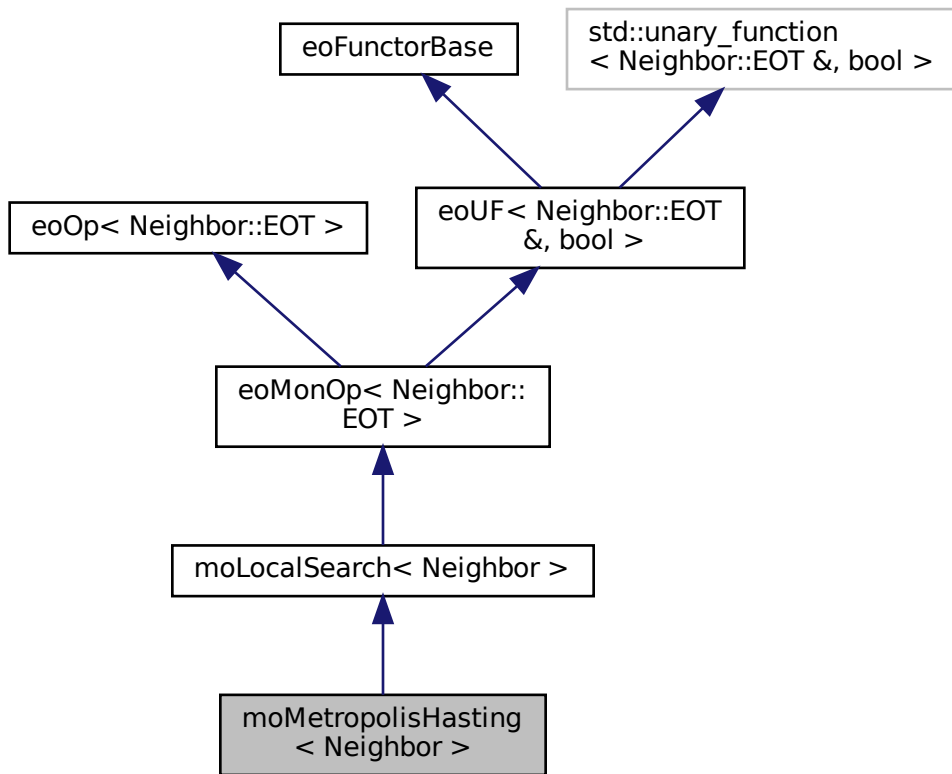 eoFunctorBase
std::unary_function
< Neighbor::EOT &, bool >
eoOp< Neighbor::EOT >
eoUF< Neighbor::EOT
&, bool >
eoMonOp< Neighbor::
EOT >
moLocalSearch< Neighbor >
moMetropolisHasting
< Neighbor >